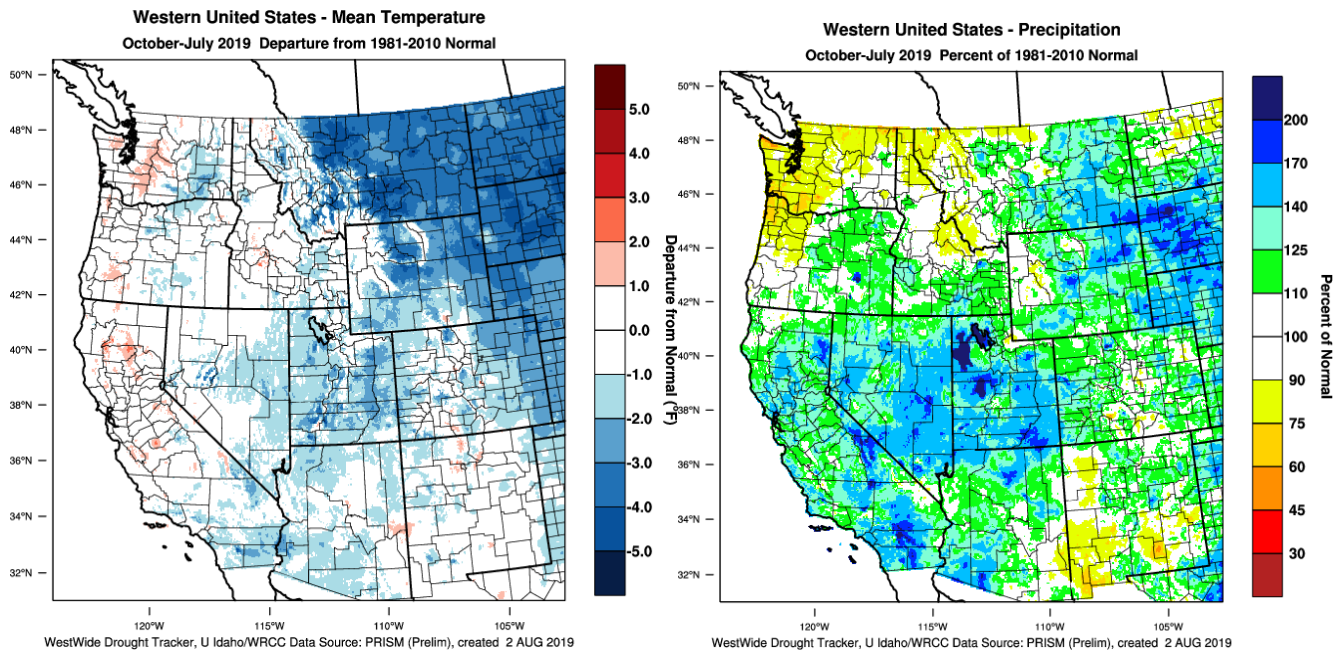 Western United States - Mean Temperature
October-July 2019 Departure from 1981-2010 Normal
50°N
48°N
46°N
44°N
42°N
40°N
38°N
36°N
34°N
32°N
120°W
115°W
110°W
105°W
5.0
4.0
3.0
2.0
1.0
0.0
-1.0
-2.0
-3.0
-4.0
-5.0
Departure from Normal (°F)
WestWide Drought Tracker, U Idaho/WRCC Data Source: PRISM (Prelim), created 2 AUG 2019
Western United States - Precipitation
October-July 2019 Percent of 1981-2010 Normal
50°N
48°N
46°N
44°N
42°N
40°N
38°N
36°N
34°N
32°N
120°W
115°W
110°W
105°W
200
170
140
125
110
100
90
75
60
45
30
Percent of Normal
WestWide Drought Tracker, U Idaho/WRCC Data Source: PRISM (Prelim), created 2 AUG 2019